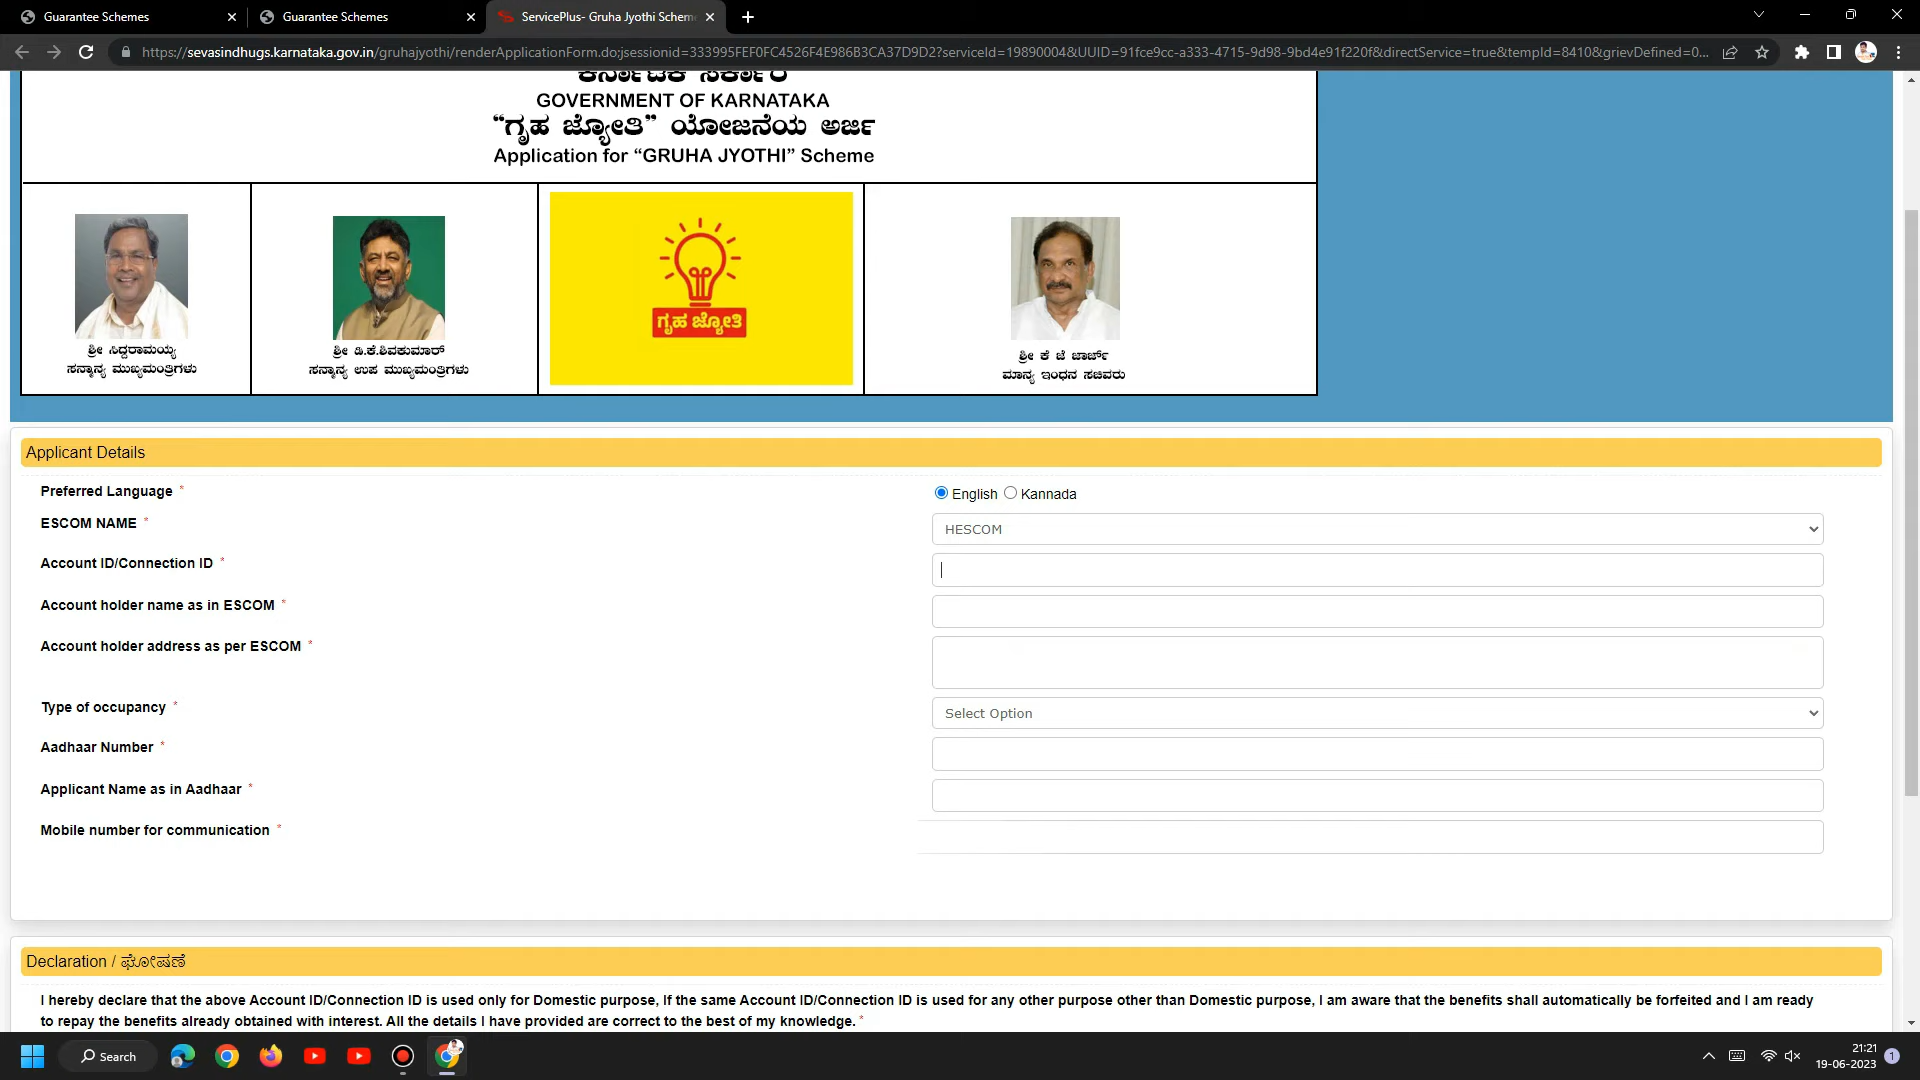 Guarantee Schemes
Guarantee Schemes
ServicePlus- Gruha Jyothi Schem
https://sevasindhugs.karnataka.gov.in/gruhajyothi/renderApplicationForm.do;jsessionid=333995FEF0FC4526F4E986B3CA37D9D2?serviceId=19890004&UUID=91fce9cc-a333-4715-9d98-9bd4e91f220f&directService=true&tempId=8410&grievDefined=0...
ಕರ್ನಾಟಕ ಸರ್ಕಾರ
GOVERNMENT OF KARNATAKA
“ಗೃಹ ಜ್ಯೋತಿ” ಯೋಜನೆಯ ಅರ್ಜಿ
Application for “GRUHA JYOTHI” Scheme
ಗೃಹ ಜ್ಯೋತಿ
ಶ್ರೀ ಸಿದ್ದರಾಮಯ್ಯ
ಸನ್ಮಾನ್ಯ ಮುಖ್ಯಮಂತ್ರಿಗಳು
ಶ್ರೀ ಡಿ.ಕೆ.ಶಿವಕುಮಾರ್
ಸನ್ಮಾನ್ಯ ಉಪ ಮುಖ್ಯಮಂತ್ರಿಗಳು
ಶ್ರೀ ಕೆ ಜೆ ಜಾರ್ಜ್
ಮಾನ್ಯ ಇಂಧನ ಸಚಿವರು
Applicant Details
Preferred Language * English Kannada
ESCOM NAME * HESCOM
Account ID/Connection ID *
Account holder name as in ESCOM *
Account holder address as per ESCOM *
Type of occupancy * Select Option
Aadhaar Number *
Applicant Name as in Aadhaar *
Mobile number for communication *
Declaration / ಘೋಷಣೆ
I hereby declare that the above Account ID/Connection ID is used only for Domestic purpose, If the same Account ID/Connection ID is used for any other purpose other than Domestic purpose, I am aware that the benefits shall automatically be forfeited and I am ready
to repay the benefits already obtained with interest. All the details I have provided are correct to the best of my knowledge. *
Search
21:21
19-06-2023
1